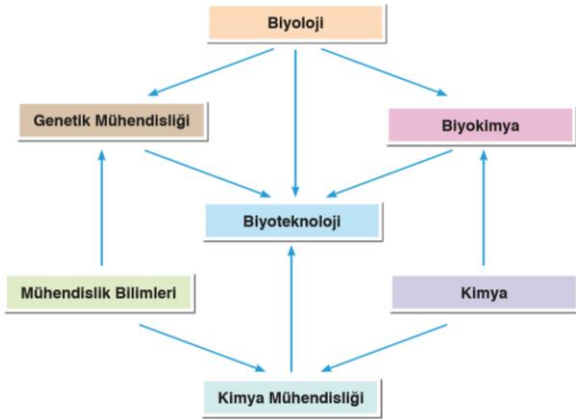 Biyoloji
Genetik Mühendisliği
Biyokimya
Biyoteknoloji
Mühendislik Bilimleri
Kimya
Kimya Mühendisliği